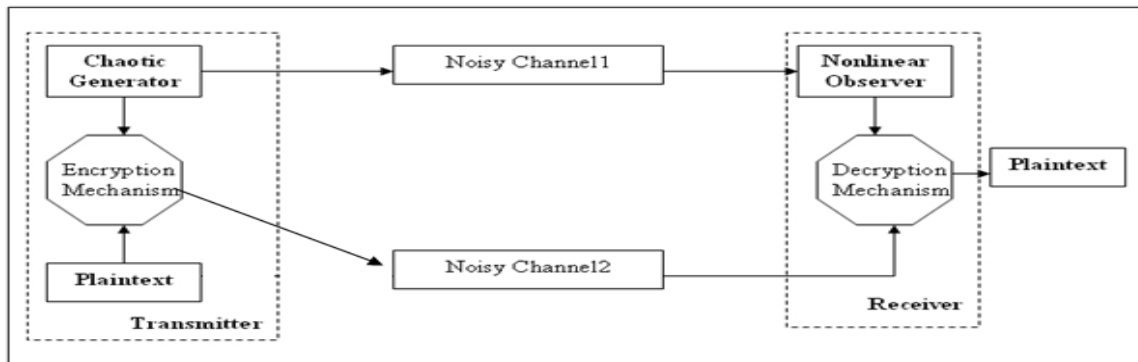 Chaotic
Generator
Noisy Channel1
Nonlinear
Observer
Encryption
Mechanism
Decryption
Mechanism
Plaintext
Plaintext
Noisy Channel2
Transmitter
Receiver